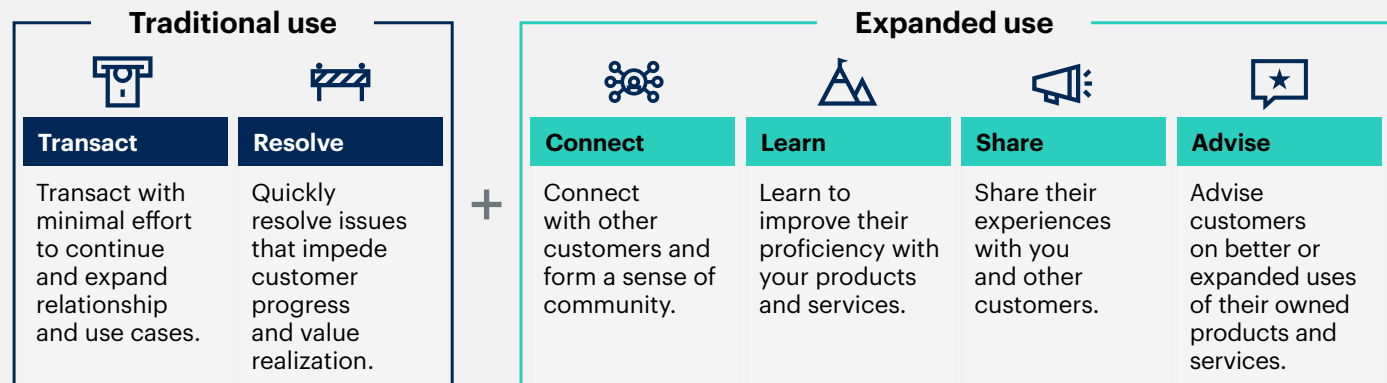 Traditional use
Transact
Transact with
minimal effort
to continue
and expand
relationship
and use cases.
Resolve
Quickly
resolve issues
that impede
customer
progress
and value
realization.
+
Expanded use
Connect
Connect
with other
customers and
form a sense of
community.
Learn
Learn to
improve their
proficiency with
your products
and services.
Share
Share their
experiences
with you
and other
customers.
Advise
Advise
customers
on better or
expanded uses
of their owned
products and
services.